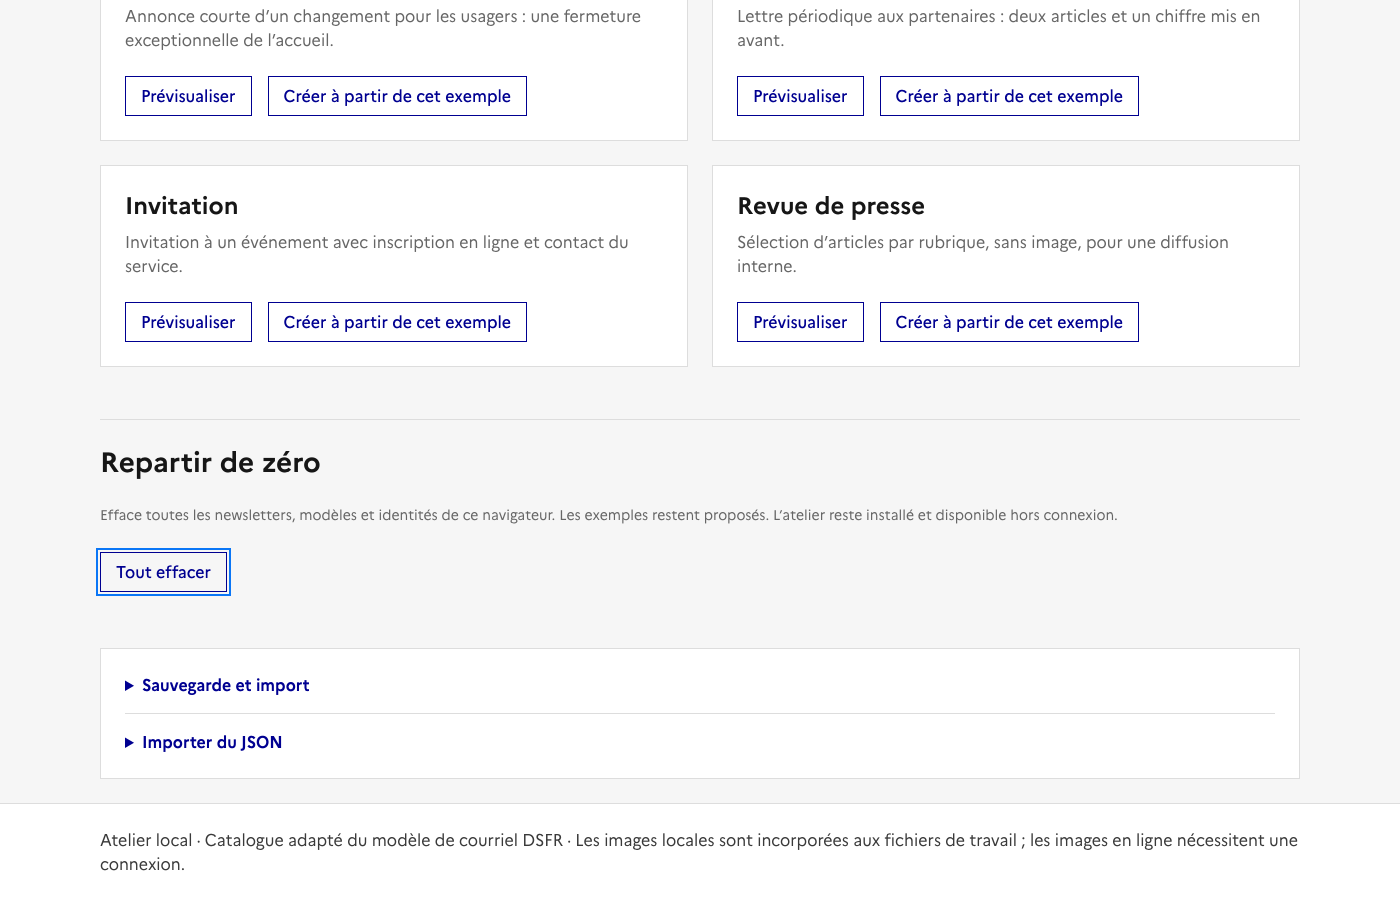 Annonce courte d’un changement pour les usagers : une fermeture
exceptionnelle de l’accueil.
Prévisualiser
Créer à partir de cet exemple
Lettre périodique aux partenaires : deux articles et un chiffre mis en
avant.
Prévisualiser
Créer à partir de cet exemple
Invitation
Invitation à un événement avec inscription en ligne et contact du
service.
Prévisualiser
Créer à partir de cet exemple
Revue de presse
Sélection d’articles par rubrique, sans image, pour une diffusion
interne.
Prévisualiser
Créer à partir de cet exemple
Repartir de zéro
Efface toutes les newsletters, modèles et identités de ce navigateur. Les exemples restent proposés. L’atelier reste installé et disponible hors connexion.
Tout effacer
Sauvegarde et import
Importer du JSON
Atelier local · Catalogue adapté du modèle de courriel DSFR · Les images locales sont incorporées aux fichiers de travail ; les images en ligne nécessitent une
connexion.